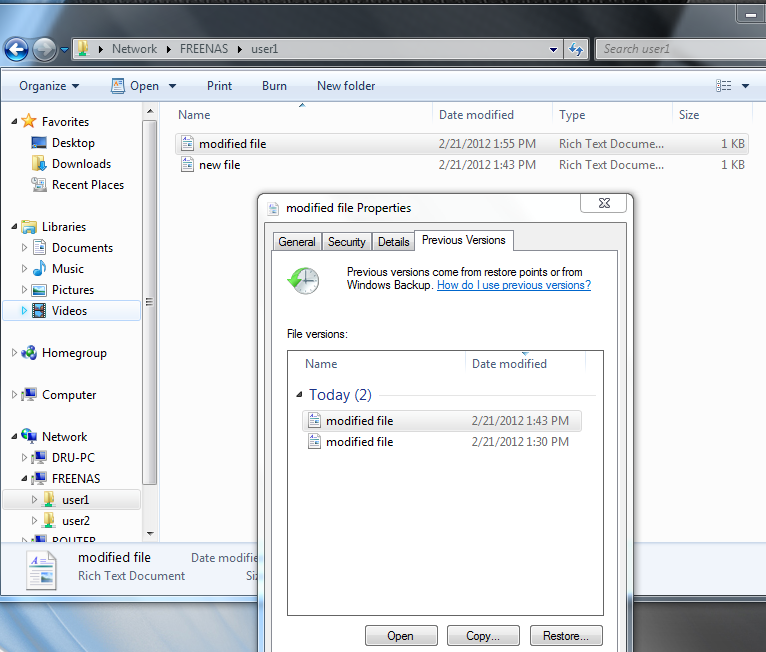 Network FREENAS user1
Search user1
Organize Open Print Burn New folder
Favorites
Desktop
Downloads
Recent Places
Libraries
Documents
Music
Pictures
Videos
Homegroup
Computer
Network
DRU-PC
FREENAS
user1
user2
ROUTER
Name Date modified Type Size
modified file 2/21/2012 1:55 PM Rich Text Docume... 1 KB
new file 2/21/2012 1:43 PM Rich Text Docume... 1 KB
modified file Properties
General Security Details Previous Versions
Previous versions come from restore points or from
Windows Backup. How do I use previous versions?
File versions:
Name Date modified
Today (2)
modified file 2/21/2012 1:43 PM
modified file 2/21/2012 1:30 PM
Open Copy... Restore...
modified file Date modifie
Rich Text Document Siz